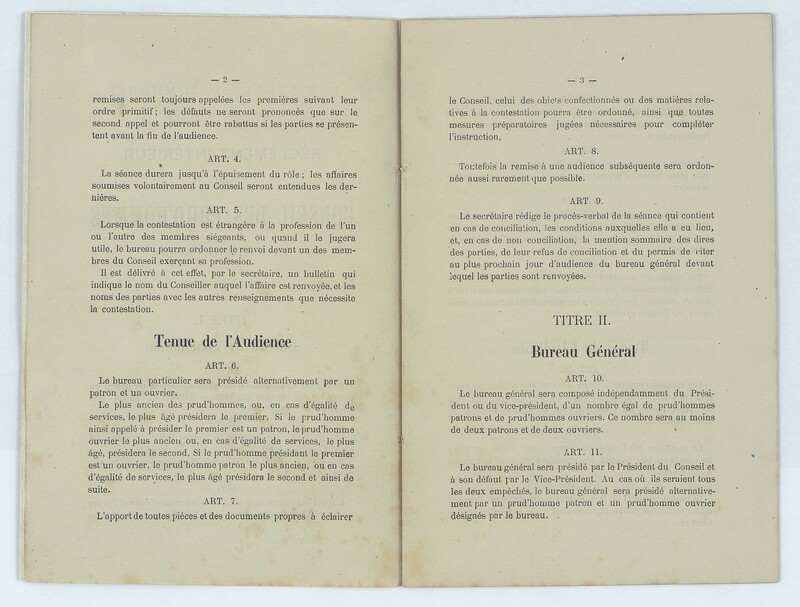 — 2 —
remises seront toujours appelées les premières suivant leur
ordre primitif; les défauts ne seront prononcés que sur le
second appel et pourront être rabattus si les parties se présen-
tent avant la fin de l'audience.
ART. 4.
La séance durera jusqu'à l'épuisement du rôle; les affaires
soumises volontairement au Conseil seront entendues les der-
nières.
ART. 5.
Lorsque la contestation est étrangère à la profession de l'un
ou l'autre des membres siégeants, ou quand il le jugera
utile, le bureau pourra ordonner le renvoi devant un des mem-
bres du Conseil exerçant sa profession.
Il est délivré à cet effet, par le secrétaire, un bulletin qui
indique le nom du Conseiller auquel l'affaire est renvoyée, et les
noms des parties avec les autres renseignements que nécessite
la contestation.
Tenue de l'Audience
ART. 6.
Le bureau particulier sera présidé alternativement par un
patron et un ouvrier.
Le plus ancien des prud'hommes, ou, en cas d'égalité de
services, le plus âgé présidera le premier. Si le prud'homme
ainsi appelé à présider le premier est un patron, le prud'homme
ouvrier le plus ancien ou, en cas d'égalité de services, le plus
âgé, présidera le second. Si le prud'homme présidant le premier
est un ouvrier, le prud'homme patron le plus ancien, ou en cas
d'égalité de services, le plus âgé présidera le second et ainsi de
suite.
ART. 7.
L'apport de toutes pièces et des documents propres à éclairer
— 3 —
le Conseil, celui des objets confectionnés ou des matières rela-
tives à la contestation pourra être ordonné, ainsi que toutes
mesures préparatoires jugées nécessaires pour compléter
l'instruction,
ART. 8.
Toutefois la remise à une audience subséquente sera ordon-
née aussi rarement que possible.
ART. 9.
Le secrétaire rédige le procès-verbal de la séance qui contient
en cas de conciliation, les conditions auxquelles elle a eu lieu,
et, en cas de non conciliation, la mention sommaire des dires
des parties, de leur refus de conciliation et du permis de citer
au plus prochain jour d'audience du bureau général devant
lequel les parties sont renvoyées.
TITRE II.
Bureau Général
ART. 10.
Le bureau général sera composé indépendamment du Prési-
dent ou du vice-président, d'un nombre égal de prud'hommes
patrons et de prud'hommes ouvriers. Ce nombre sera au moins
de deux patrons et de deux ouvriers.
ART. 11.
Le bureau général sera présidé par le Président du Conseil et
à son défaut par le Vice-Président. Au cas où ils seraient tous
les deux empêchés, le bureau général sera présidé alternative-
ment par un prud'homme patron et un prud'homme ouvrier
désignés par le bureau.